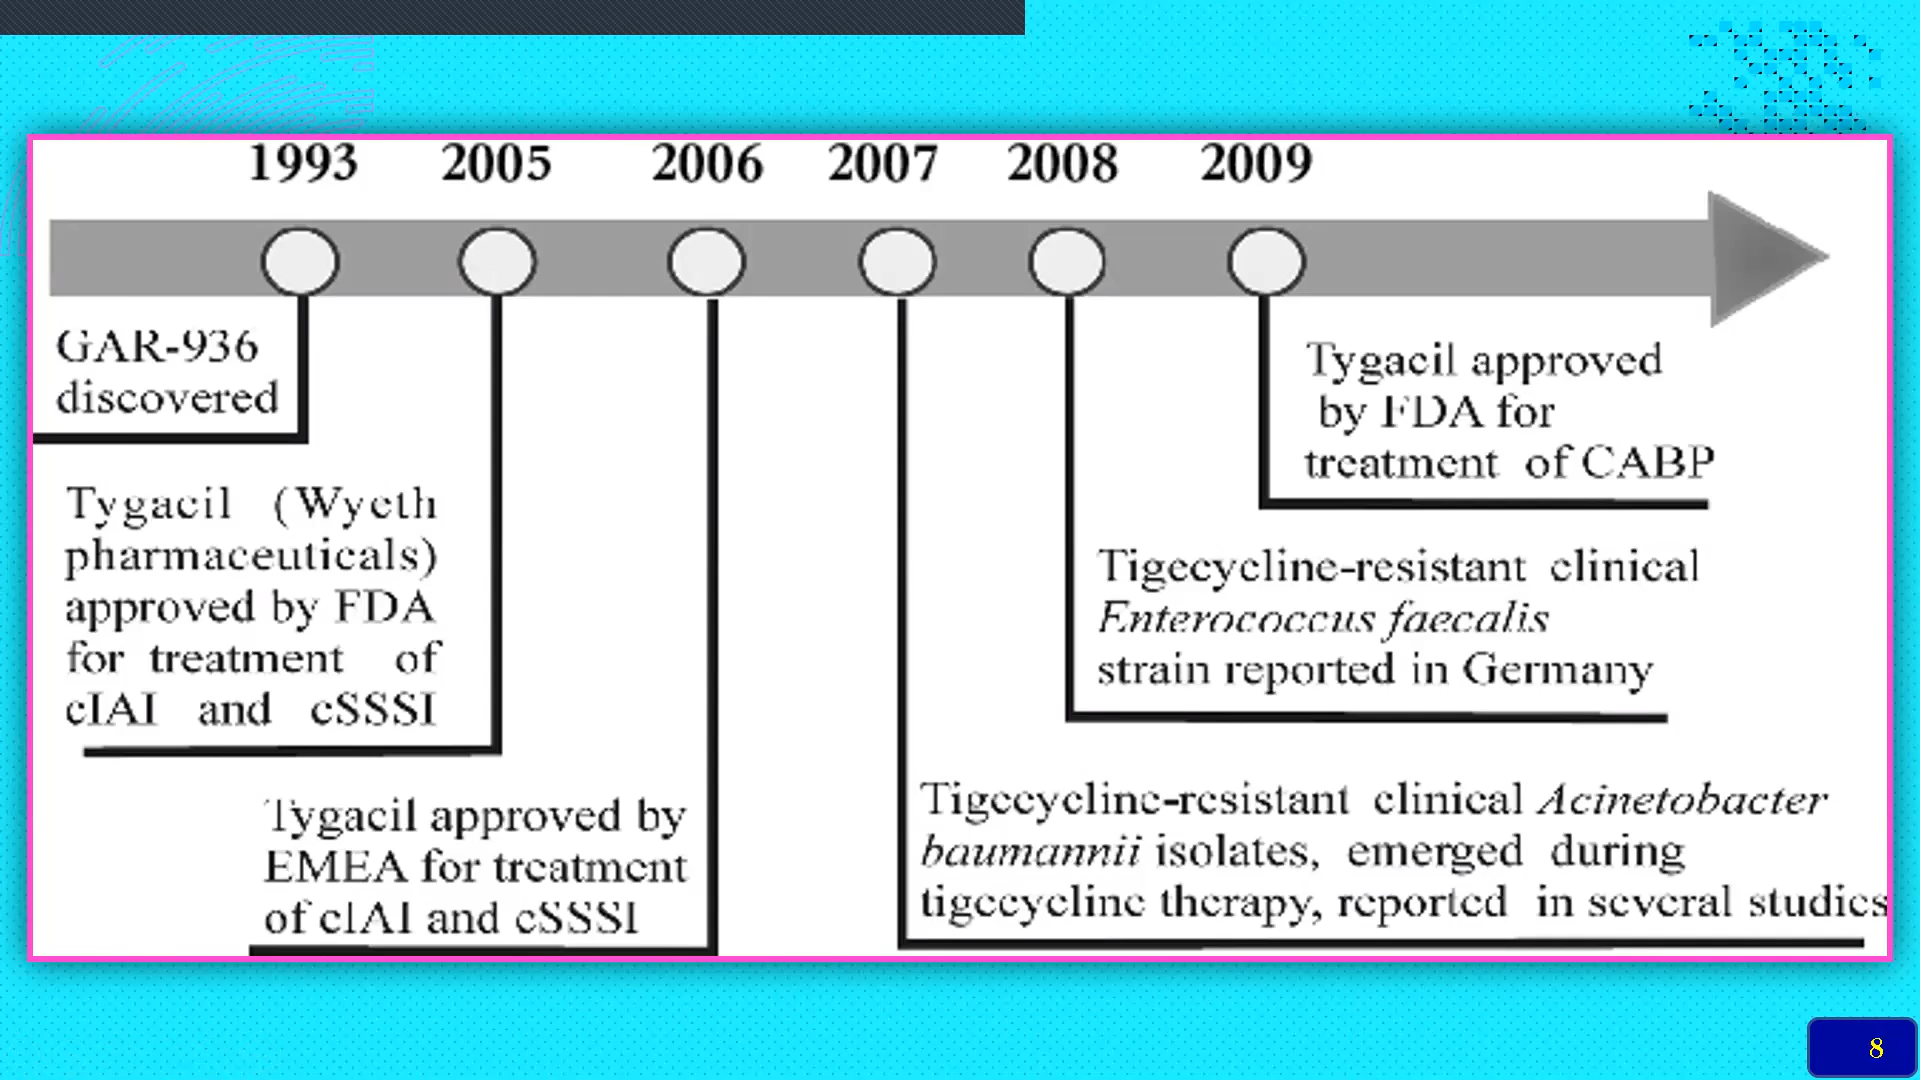 1993 2005 2006 2007 2008 2009
GAR-936
discovered
Tygacil (Wyeth
pharmaceuticals)
approved by FDA
for treatment of
cIAI and cSSSI
Tygacil approved by
EMEA for treatment
of cIAI and cSSSI
Tigecycline-resistant clinical Acinetobacter
baumannii isolates, emerged during
tigecycline therapy, reported in several studies
Tigecycline-resistant clinical
Enterococcus faecalis
strain reported in Germany
Tygacil approved
by FDA for
treatment of CABP
8